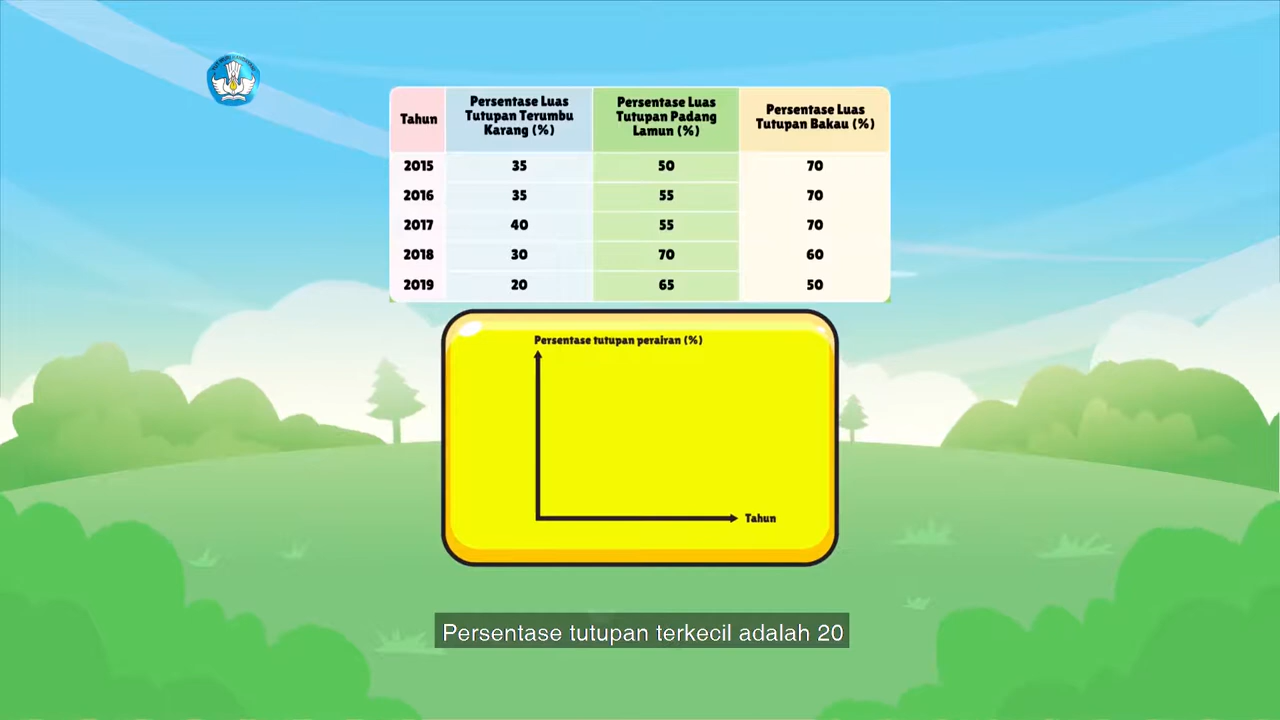 Tahun
Persentase Luas
Tutupan Terumbu
Karang (%)
Persentase Luas
Tutupan Padang
Lamun (%)
Persentase Luas
Tutupan Bakau (%)
2015 35 50 70
2016 35 55 70
2017 40 55 70
2018 30 70 60
2019 20 65 50
Persentase tutupan perairan (%)
Tahun
Persentase tutupan terkecil adalah 20